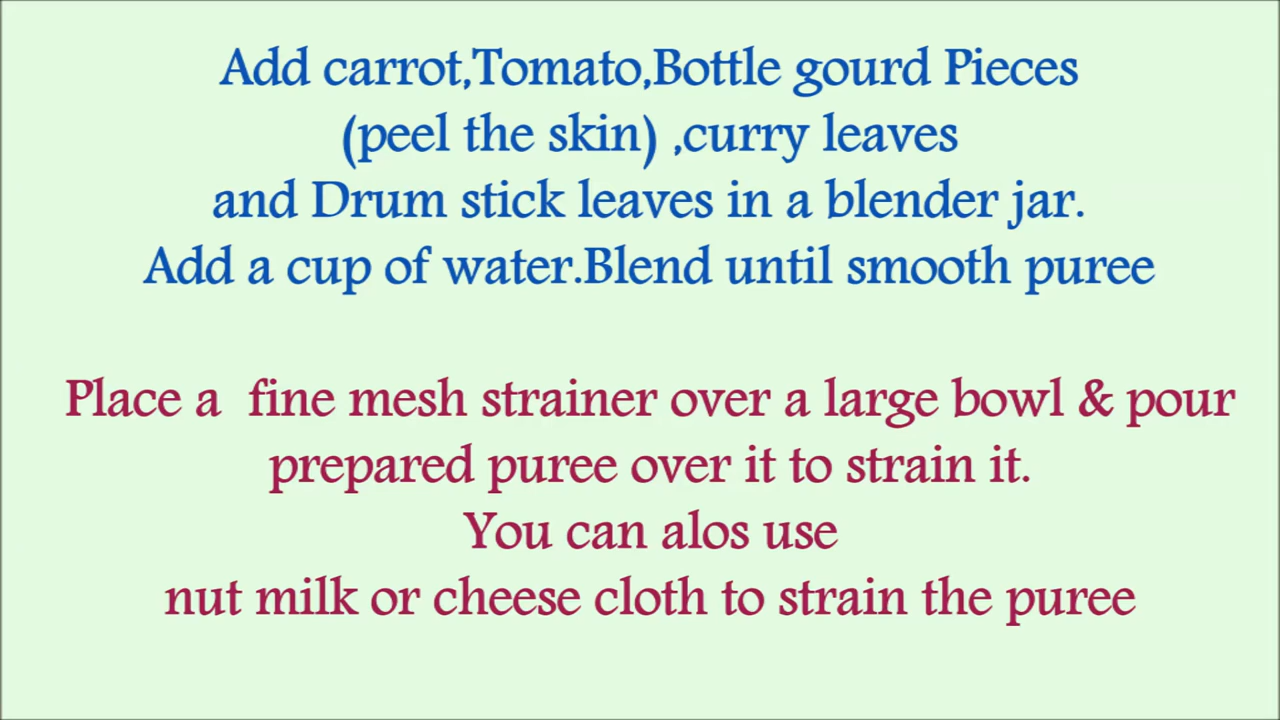 Add carrot,Tomato,Bottle gourd Pieces
(peel the skin) ,curry leaves
and Drum stick leaves in a blender jar.
Add a cup of water.Blend until smooth puree
Place a  fine mesh strainer over a large bowl & pour
prepared puree over it to strain it.
You can alos use
nut milk or cheese cloth to strain the puree